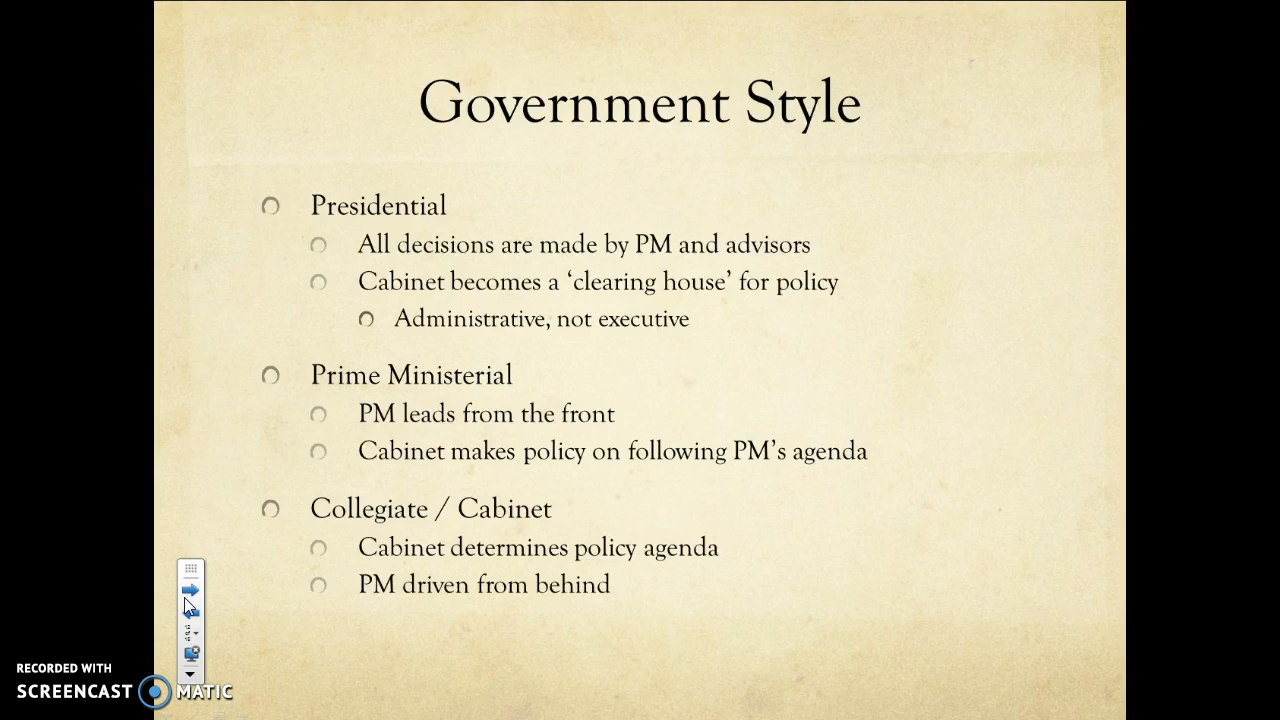 Government Style
Presidential
All decisions are made by PM and advisors
Cabinet becomes a ‘clearing house’ for policy
Administrative, not executive
Prime Ministerial
PM leads from the front
Cabinet makes policy on following PM’s agenda
Collegiate / Cabinet
Cabinet determines policy agenda
PM driven from behind
RECORDED WITH
SCREENCAST MATIC